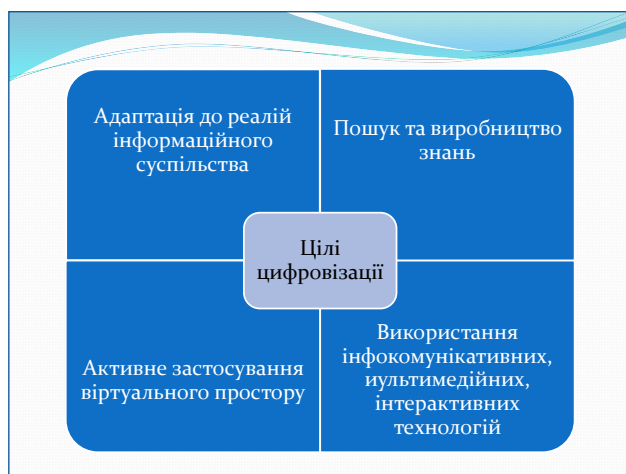 Адаптація до реалій
інформаційного
суспільства
Пошук та виробництво
знань
Цілі
цифровізації
Активне застосування
віртуального простору
Використання
інфокомунікативних,
иультимедійних,
інтерактивних
технологій